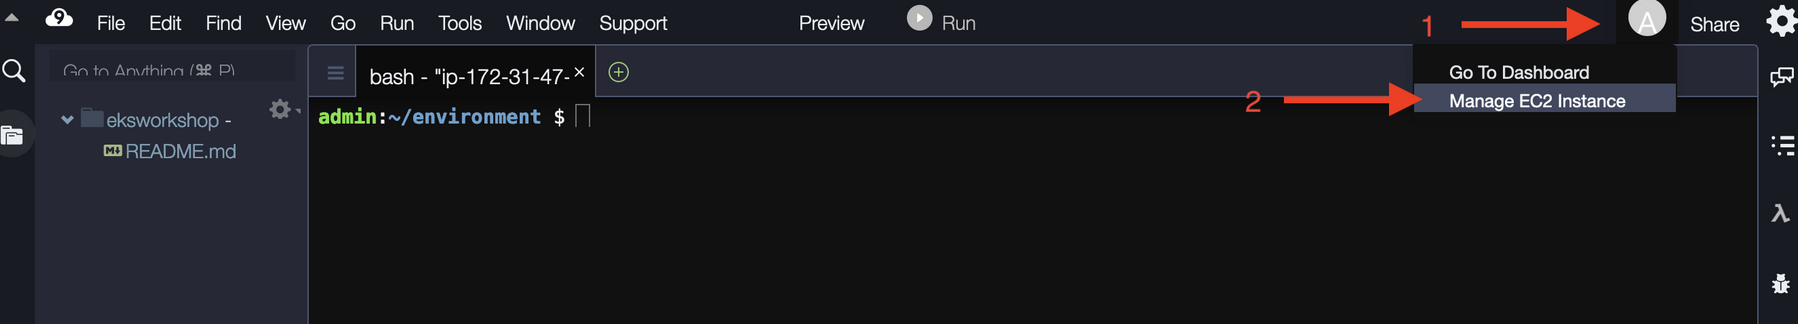 File Edit Find View Go Run Tools Window Support Preview Run 1 A Share
Go to Anything (⌘ P)
bash - "ip-172-31-47- ×
Go To Dashboard
2 Manage EC2 Instance
eksworkshop -
admin:~/environment $
README.md